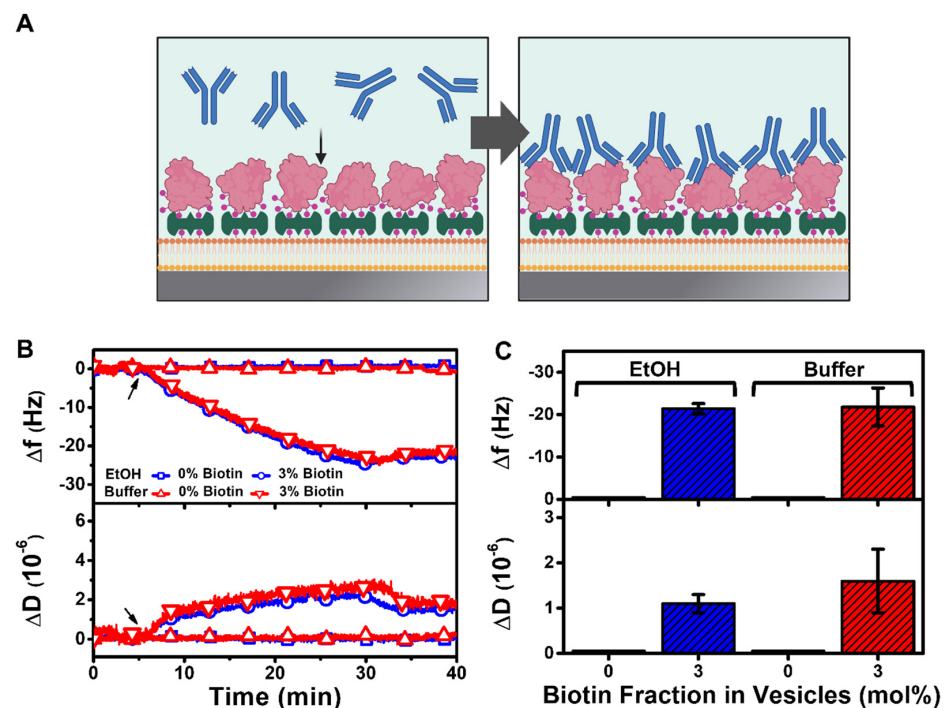 A
B
Δf (Hz)
0
-10
-20
-30
EtOH 0% Biotin 3% Biotin
Buffer 0% Biotin 3% Biotin
ΔD (10⁻⁶)
6
4
2
0
0 10 20 30 40
Time (min)
C
Δf (Hz)
-30
-20
-10
0
EtOH Buffer
ΔD (10⁻⁶)
3
2
1
0
0 3 0 3
Biotin Fraction in Vesicles (mol%)